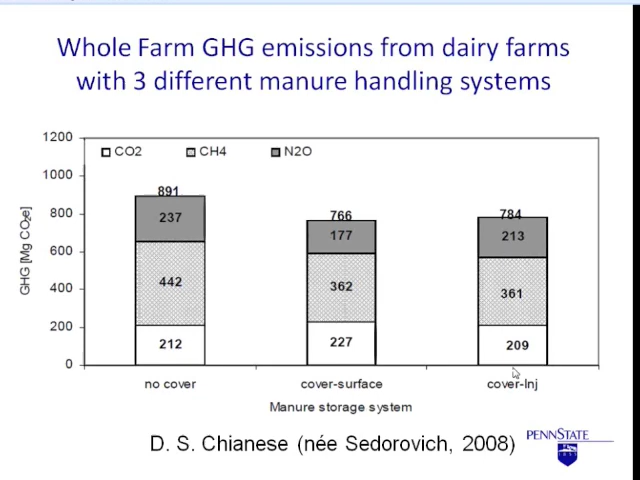 Whole Farm GHG emissions from dairy farms
with 3 different manure handling systems
1200
CO2 CH4 N2O
1000
891
800
766
784
237
177
213
600
GHG [Mg CO₂e]
442
362
361
400
200
212
227
209
0
no cover cover-surface cover-Inj
Manure storage system
D. S. Chianese (née Sedorovich, 2008)
PENNSTATE
1855